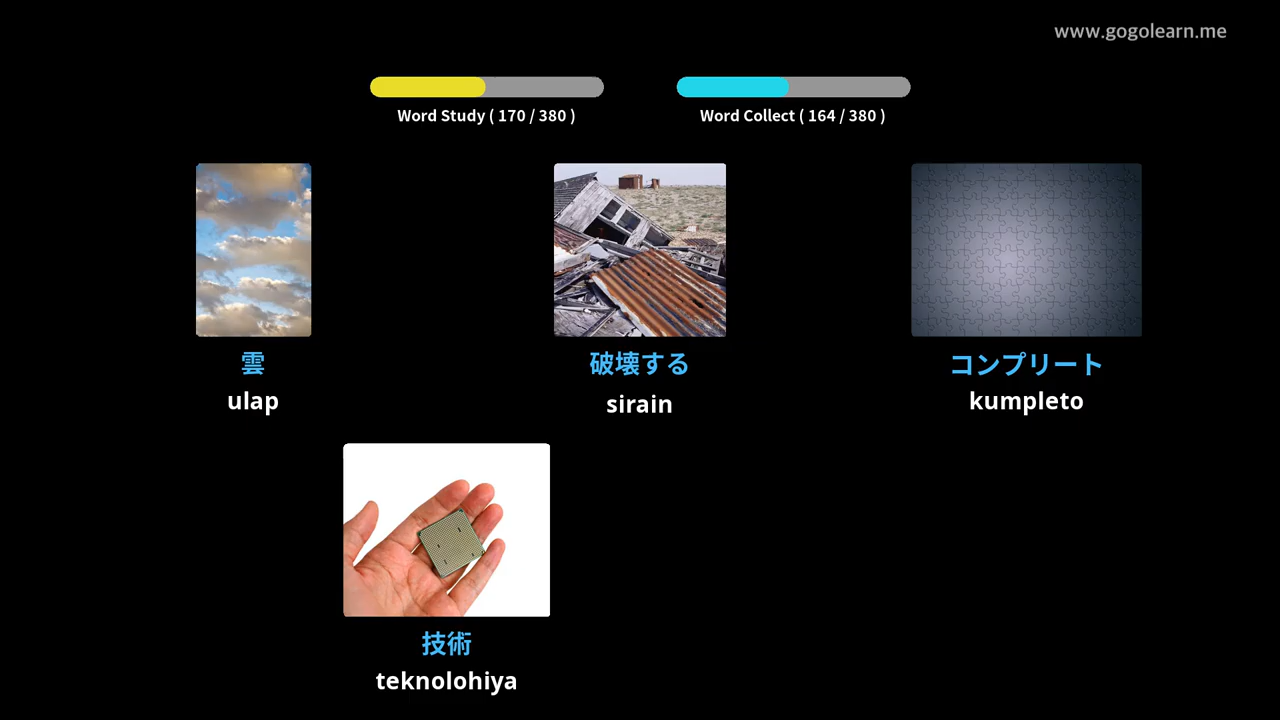 www.gogolearn.me
Word Study ( 170 / 380 )
Word Collect ( 164 / 380 )
雲
ulap
破壊する
sirain
コンプリート
kumpleto
技術
teknolohiya